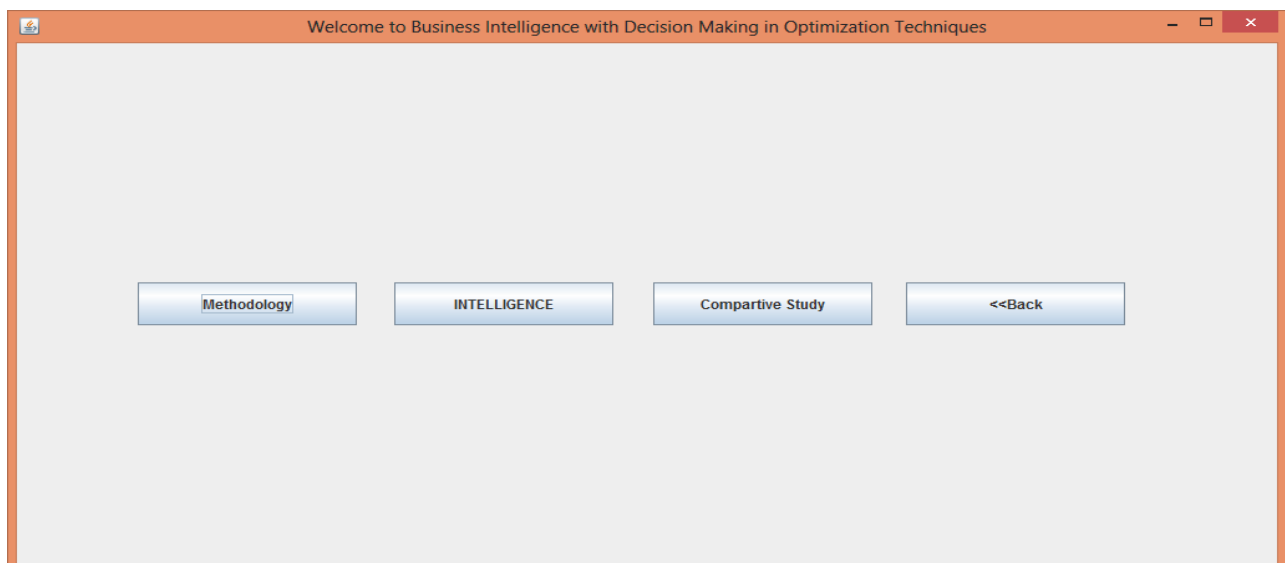 Welcome to Business Intelligence with Decision Making in Optimization Techniques
Methodology
INTELLIGENCE
Compartive Study
<<Back